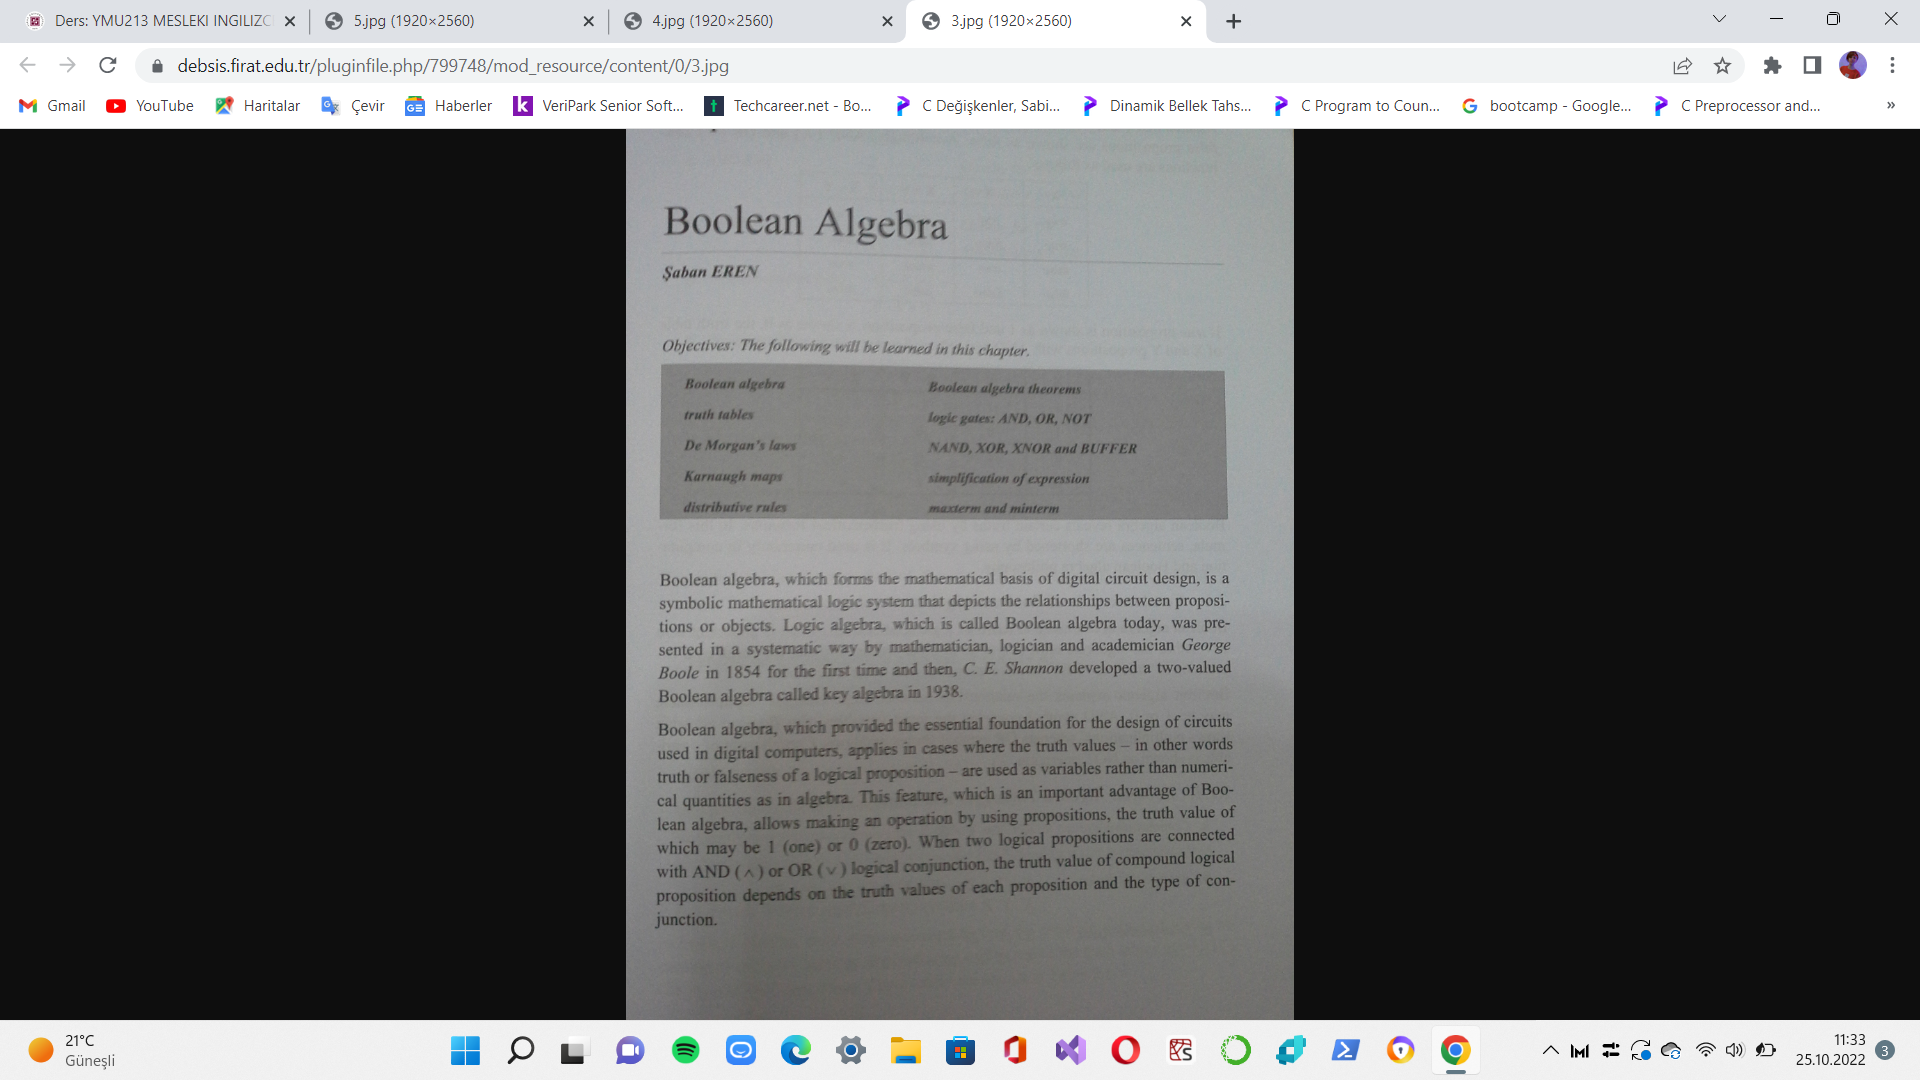 Ders: YMU213 MESLEKI INGILIZC
5.jpg (1920×2560)
4.jpg (1920×2560)
3.jpg (1920×2560)
debsis.firat.edu.tr/pluginfile.php/799748/mod_resource/content/0/3.jpg
Gmail
YouTube
Haritalar
Çevir
Haberler
VeriPark Senior Soft...
Techcareer.net - Bo...
C Değişkenler, Sabi...
Dinamik Bellek Tahs...
C Program to Coun...
bootcamp - Google...
C Preprocessor and...
»
Boolean Algebra
Şaban EREN
Objectives: The following will be learned in this chapter.
Boolean algebra
Boolean algebra theorems
truth tables
logic gates: AND, OR, NOT
De Morgan's laws
NAND, XOR, XNOR and BUFFER
Karnaugh maps
simplification of expression
distributive rules
maxterm and minterm
Boolean algebra, which forms the mathematical basis of digital circuit design, is a
symbolic mathematical logic system that depicts the relationships between proposi-
tions or objects. Logic algebra, which is called Boolean algebra today, was pre-
sented in a systematic way by mathematician, logician and academician George
Boole in 1854 for the first time and then, C. E. Shannon developed a two-valued
Boolean algebra called key algebra in 1938.
Boolean algebra, which provided the essential foundation for the design of circuits
used in digital computers, applies in cases where the truth values – in other words
truth or falseness of a logical proposition – are used as variables rather than numeri-
cal quantities as in algebra. This feature, which is an important advantage of Boo-
lean algebra, allows making an operation by using propositions, the truth value of
which may be 1 (one) or 0 (zero). When two logical propositions are connected
with AND (∧) or OR (∨) logical conjunction, the truth value of compound logical
proposition depends on the truth values of each proposition and the type of con-
junction.
21°C
Güneşli
11:33
25.10.2022
3